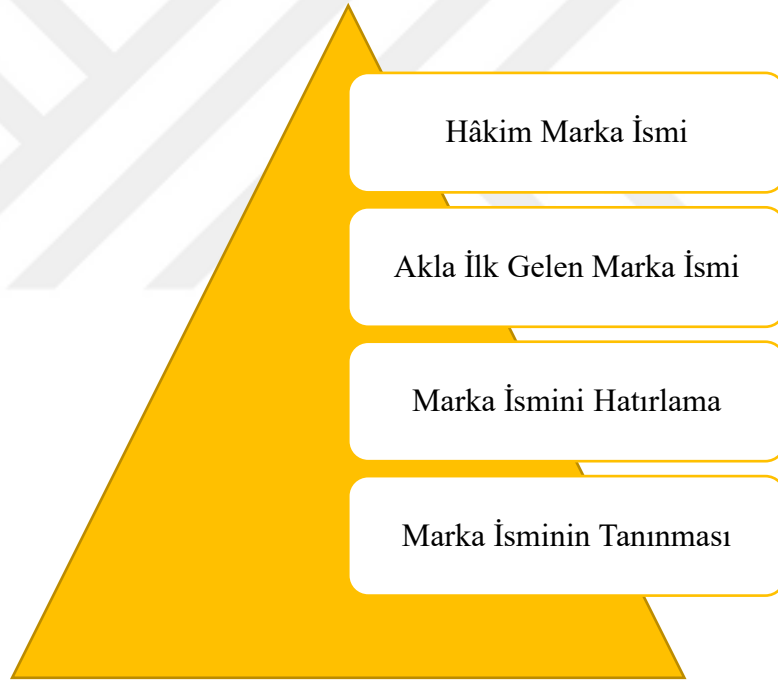 Hâkim Marka İsmi
Akla İlk Gelen Marka İsmi
Marka İsmini Hatırlama
Marka İsminin Tanınması